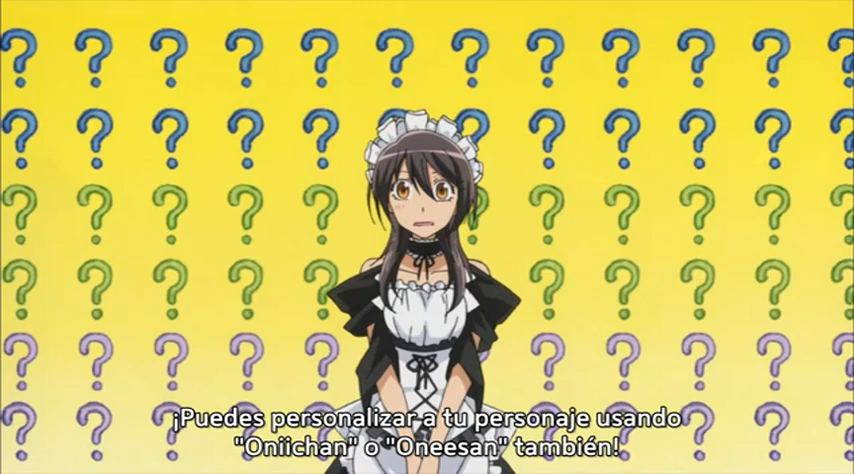 ¡Puedes personalizar a tu personaje usando
"Oniichan" o "Oneesan" también!